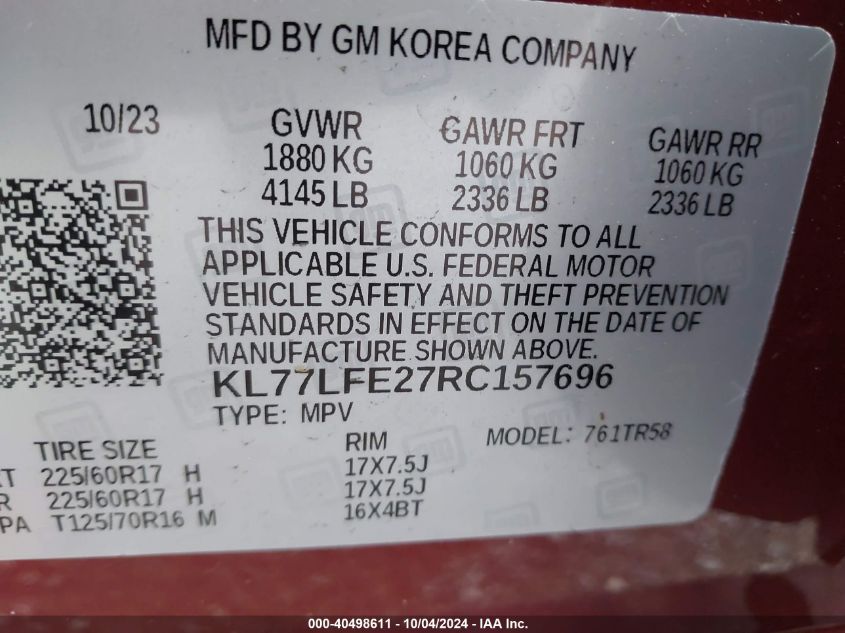 MFD BY GM KOREA COMPANY
10/23 GVWR GAWR FRT GAWR RR
1880 KG 1060 KG 1060 KG
4145 LB 2336 LB 2336 LB
THIS VEHICLE CONFORMS TO ALL
APPLICABLE U.S. FEDERAL MOTOR
VEHICLE SAFETY AND THEFT PREVENTION
STANDARDS IN EFFECT ON THE DATE OF
MANUFACTURE SHOWN ABOVE.
KL77LFE27RC157696
TYPE: MPV MODEL: 761TR58
TIRE SIZE RIM
T 225/60R17 H 17X7.5J
R 225/60R17 H 17X7.5J
PA T125/70R16 M 16X4BT
000-40498611 - 10/04/2024 - IAA Inc.